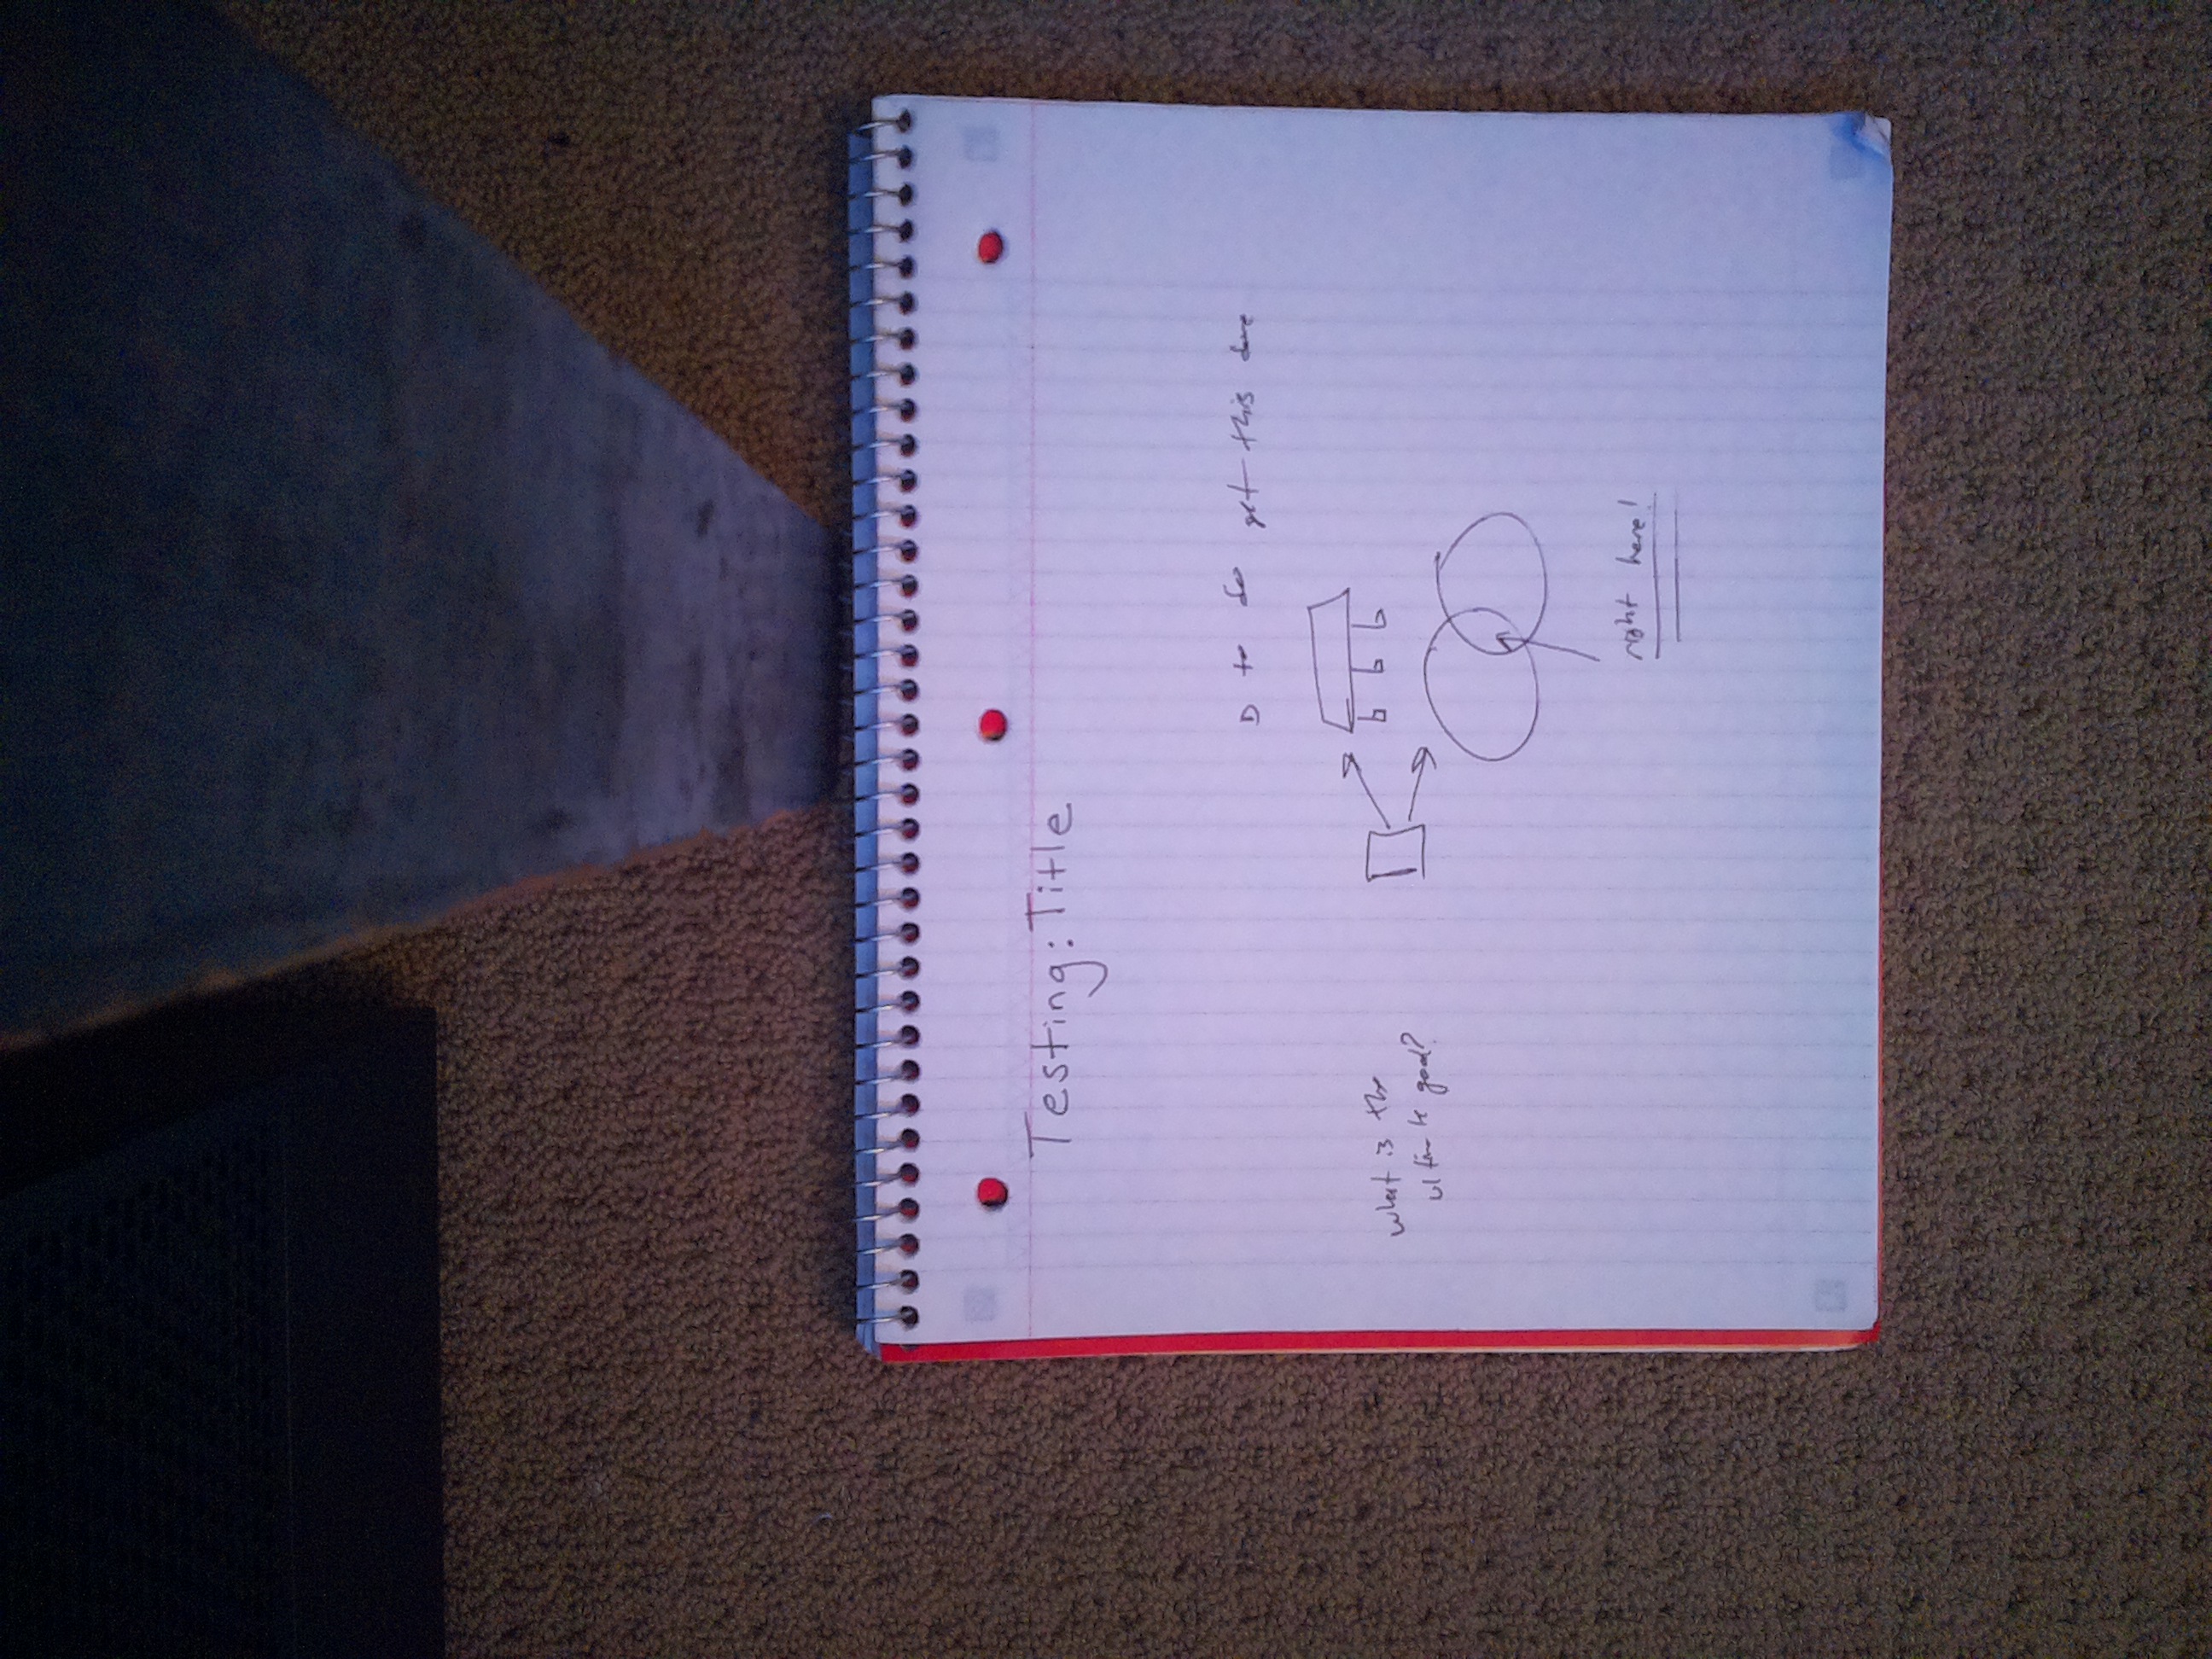 Testing: Title
to do get this done
What is the
ultimate goal?
right here!